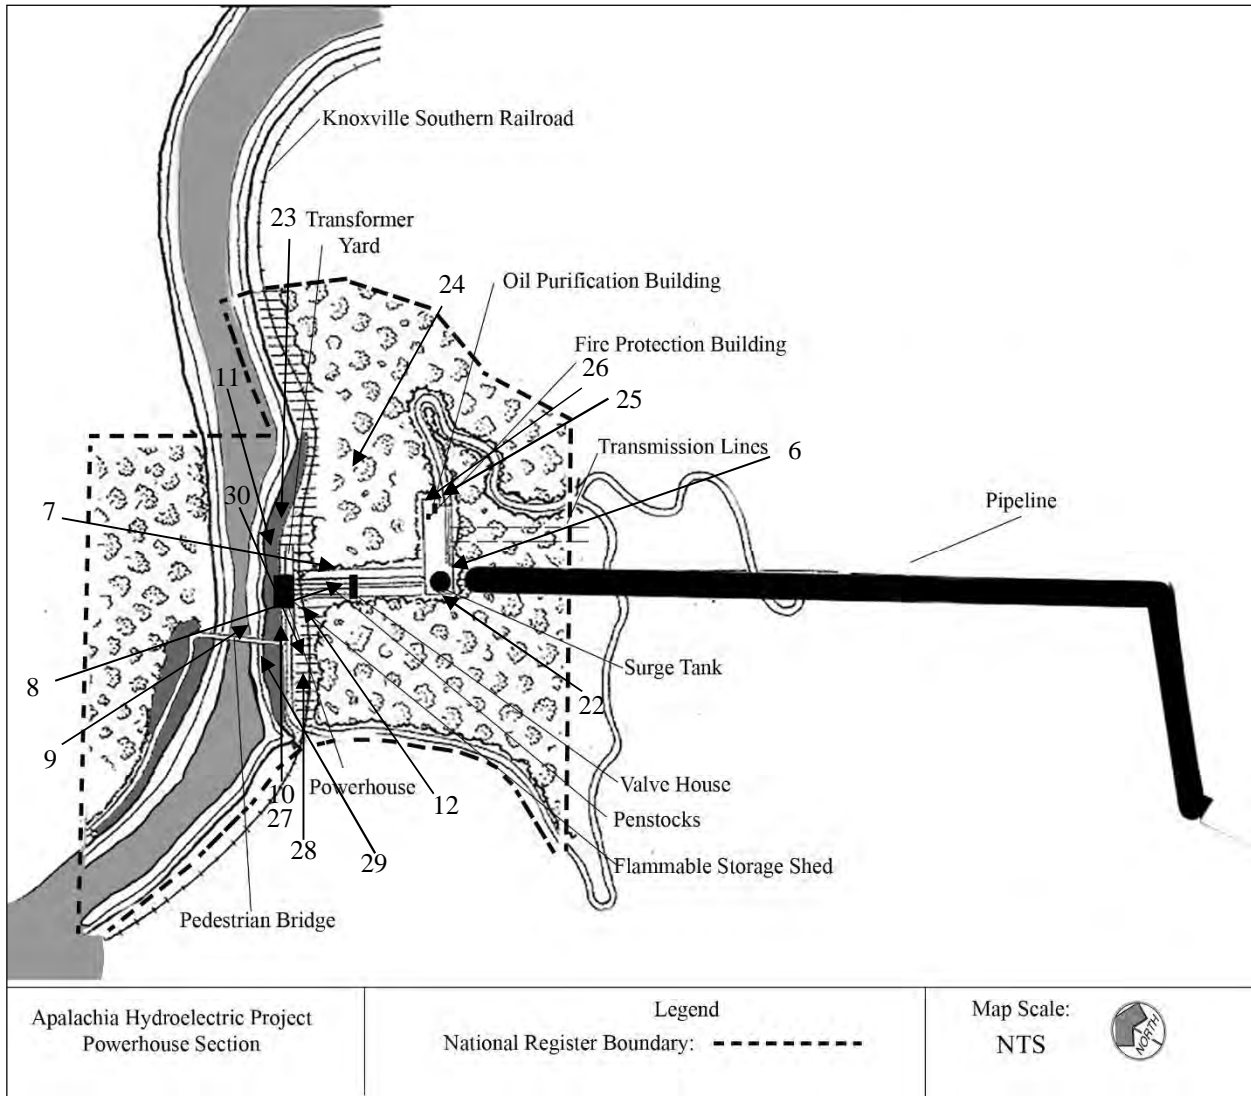 Knoxville Southern Railroad
23
Transformer
Yard
24
Oil Purification Building
Fire Protection Building
26
25
11
Transmission Lines
6
30
7
Pipeline
Surge Tank
8
22
9
Powerhouse
10
27
12
Valve House
Penstocks
28
29
Flammable Storage Shed
Pedestrian Bridge
Apalachia Hydroelectric Project
Powerhouse Section
Legend
National Register Boundary:
Map Scale:
NTS
NORTH